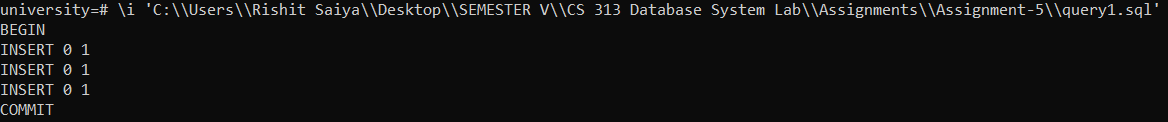 university=# \i 'C:\\Users\\Rishit Saiya\\Desktop\\SEMESTER V\\CS 313 Database System Lab\\Assignments\\Assignment-5\\query1.sql'
BEGIN
INSERT 0 1
INSERT 0 1
INSERT 0 1
COMMIT